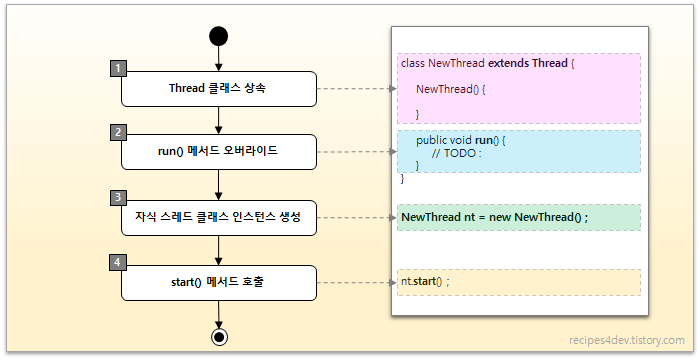 1
Thread 클래스 상속
2
run() 메서드 오버라이드
3
자식 스레드 클래스 인스턴스 생성
4
start() 메서드 호출
class NewThread extends Thread {
NewThread() {
}
public void run() {
// TODO :
}
}
NewThread nt = new NewThread() ;
nt.start() ;
recipes4dev.tistory.com